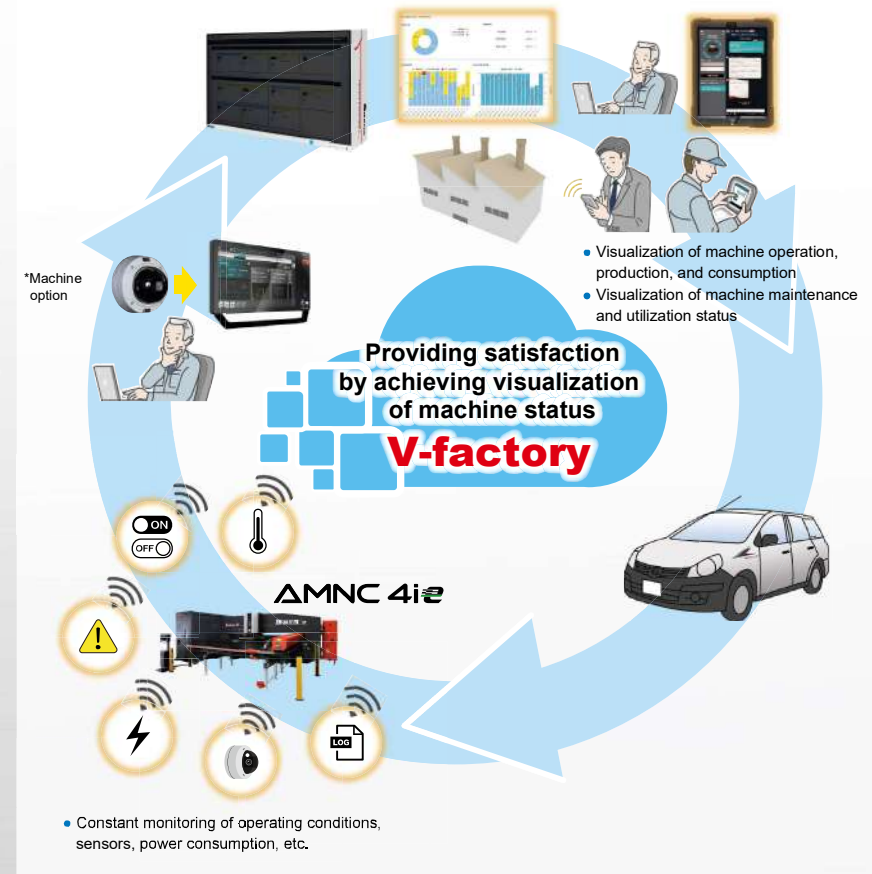 • Visualization of machine operation,
production, and consumption
• Visualization of machine maintenance
and utilization status
*Machine
option
Providing satisfaction
by achieving visualization
of machine status
V-factory
ON
OFF
AMNC 4ie
LOG
• Constant monitoring of operating conditions,
sensors, power consumption, etc.